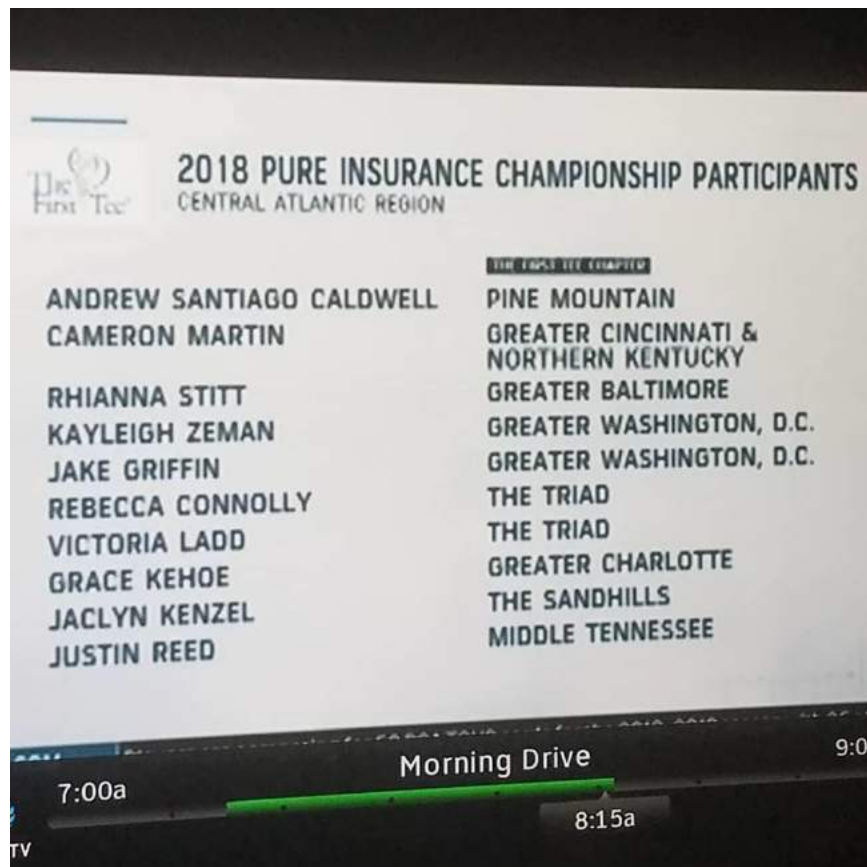 The First Tee
2018 PURE INSURANCE CHAMPIONSHIP PARTICIPANTS
CENTRAL ATLANTIC REGION
THE FIRST TEE CHAPTER
ANDREW SANTIAGO CALDWELL PINE MOUNTAIN
CAMERON MARTIN GREATER CINCINNATI &
NORTHERN KENTUCKY
RHIANNA STITT GREATER BALTIMORE
KAYLEIGH ZEMAN GREATER WASHINGTON, D.C.
JAKE GRIFFIN GREATER WASHINGTON, D.C.
REBECCA CONNOLLY THE TRIAD
VICTORIA LADD THE TRIAD
GRACE KEHOE GREATER CHARLOTTE
JACLYN KENZEL THE SANDHILLS
JUSTIN REED MIDDLE TENNESSEE
Morning Drive
7:00a 9:0
8:15a
TV